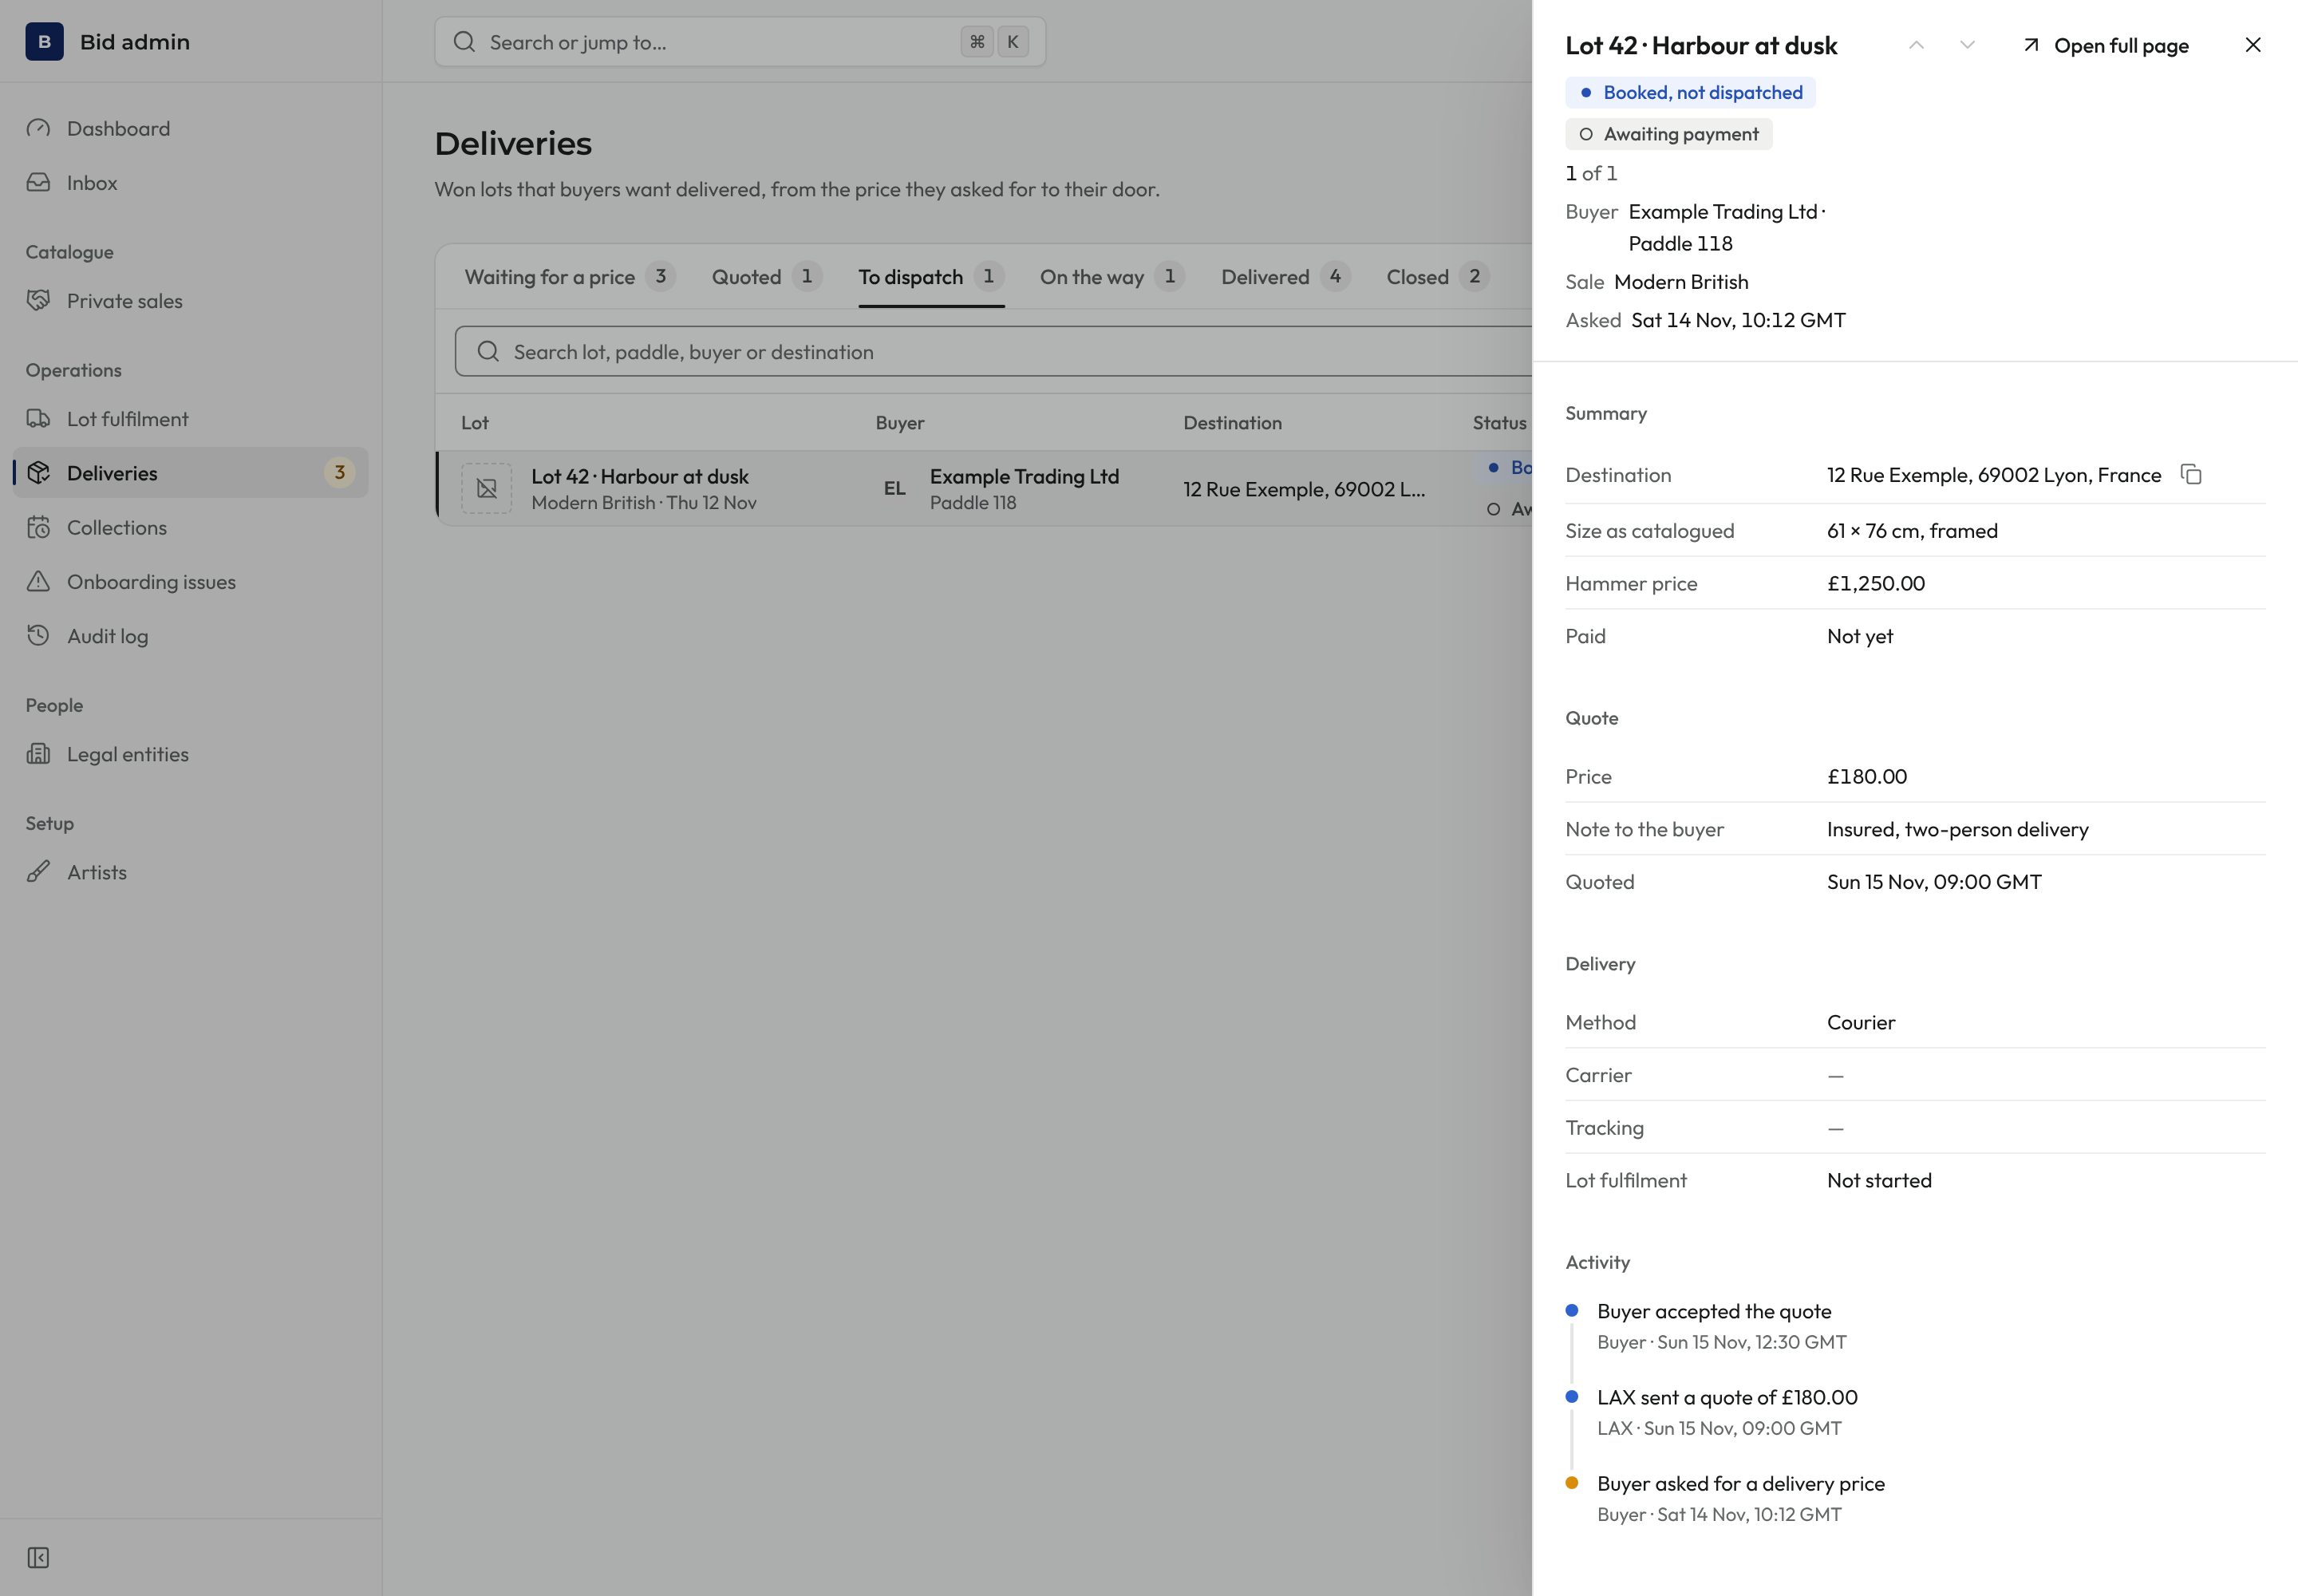 B Bid admin
Search or jump to... ⌘ K
Dashboard
Inbox
Catalogue
Private sales
Operations
Lot fulfilment
Deliveries 3
Collections
Onboarding issues
Audit log
People
Legal entities
Setup
Artists
Deliveries
Won lots that buyers want delivered, from the price they asked for to their door.
Waiting for a price 3 Quoted 1 To dispatch 1 On the way 1 Delivered 4 Closed 2
Search lot, paddle, buyer or destination
Lot Buyer Destination Status
Lot 42 · Harbour at dusk
Modern British · Thu 12 Nov
EL
Example Trading Ltd
Paddle 118
12 Rue Exemple, 69002 L...
Bo
Aw
Lot 42 · Harbour at dusk
Open full page
Booked, not dispatched
Awaiting payment
1 of 1
Buyer Example Trading Ltd ·
Paddle 118
Sale Modern British
Asked Sat 14 Nov, 10:12 GMT
Summary
Destination 12 Rue Exemple, 69002 Lyon, France
Size as catalogued 61 × 76 cm, framed
Hammer price £1,250.00
Paid Not yet
Quote
Price £180.00
Note to the buyer Insured, two-person delivery
Quoted Sun 15 Nov, 09:00 GMT
Delivery
Method Courier
Carrier —
Tracking —
Lot fulfilment Not started
Activity
Buyer accepted the quote
Buyer · Sun 15 Nov, 12:30 GMT
LAX sent a quote of £180.00
LAX · Sun 15 Nov, 09:00 GMT
Buyer asked for a delivery price
Buyer · Sat 14 Nov, 10:12 GMT